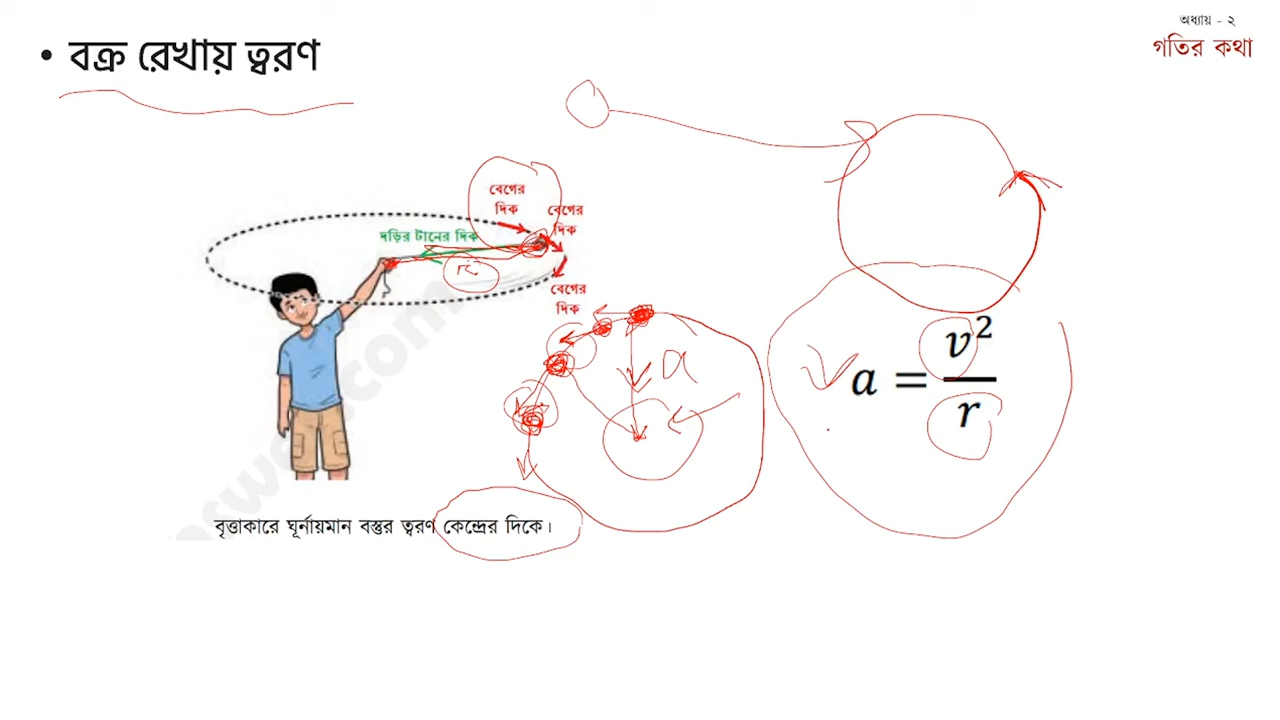 অধ্যায় - ২
গতির কথা
• বক্র রেখায় ত্বরণ
বেগের
দিক
বেগের
দিক
দড়ির টানের দিক
বেগের
দিক
a
a = v²/r
বৃত্তাকারে ঘূর্নায়মান বস্তুর ত্বরণ কেন্দ্রের দিকে।